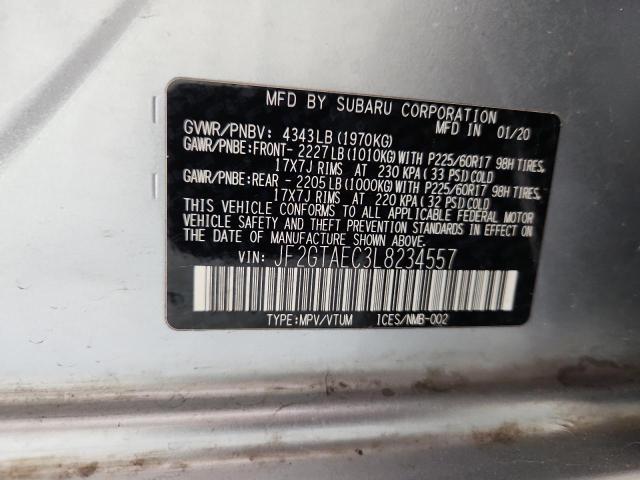 MFD BY SUBARU CORPORATION
GVWR/PNBV: 4343LB (1970KG) MFD IN 01/20
GAWR/PNBE:FRONT-2227LB (1010KG) WITH P225/60R17 98H TIRES,
17X7J RIMS AT 230 KPA ( 33 PSI) COLD
GAWR/PNBE:REAR -2205LB (1000KG) WITH P225/60R17 98H TIRES,
17X7J RIMS AT 220 KPA ( 32 PSI) COLD
THIS VEHICLE CONFORMS TO ALL APPLICABLE FEDERAL MOTOR
VEHICLE SAFETY STANDARDS IN EFFECT ON THE DATE OF
MANUFACTURE SHOWN ABOVE.
VIN: JF2GTAEC3L8234557
TYPE:MPV/VTUM ICES/NMB-002